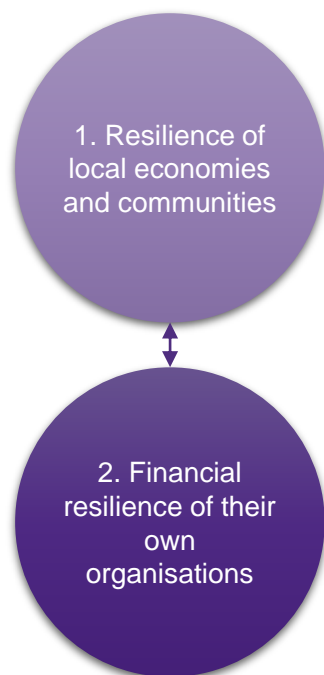 1. Resilience of
local economies
and communities
2. Financial
resilience of their
own
organisations